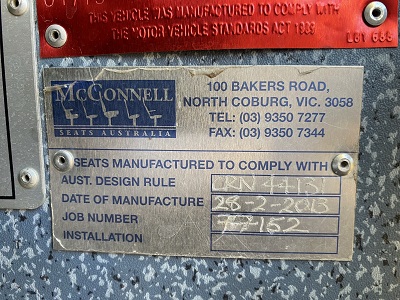 THIS VEHICLE WAS MANUFACTURED TO COMPLY WITH
THE MOTOR VEHICLE STANDARDS ACT 1989
McCONNELL
SEATS AUSTRALIA
100 BAKERS ROAD,
NORTH COBURG, VIC. 3058
TEL: (03) 9350 7277
FAX: (03) 9350 7344
SEATS MANUFACTURED TO COMPLY WITH
AUST. DESIGN RULE
DATE OF MANUFACTURE 28-2-2013
JOB NUMBER
INSTALLATION